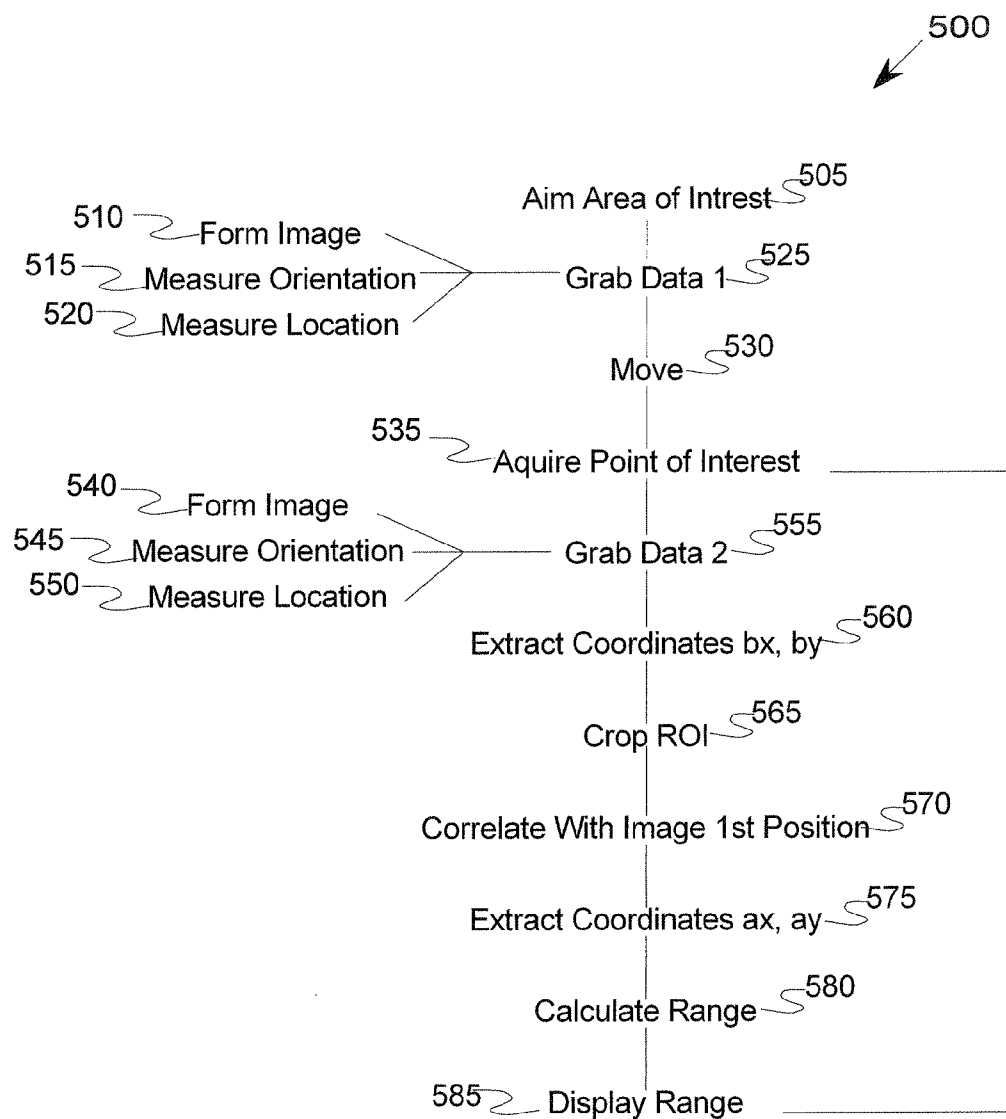 500
Aim Area of Intrest 505
510 Form Image
515 Measure Orientation Grab Data 1 525
520 Measure Location
Move 530
535 Aquire Point of Interest
540 Form Image
545 Measure Orientation Grab Data 2 555
550 Measure Location
Extract Coordinates bx, by 560
Crop ROI 565
Correlate With Image 1st Position 570
Extract Coordinates ax, ay 575
Calculate Range 580
585 Display Range